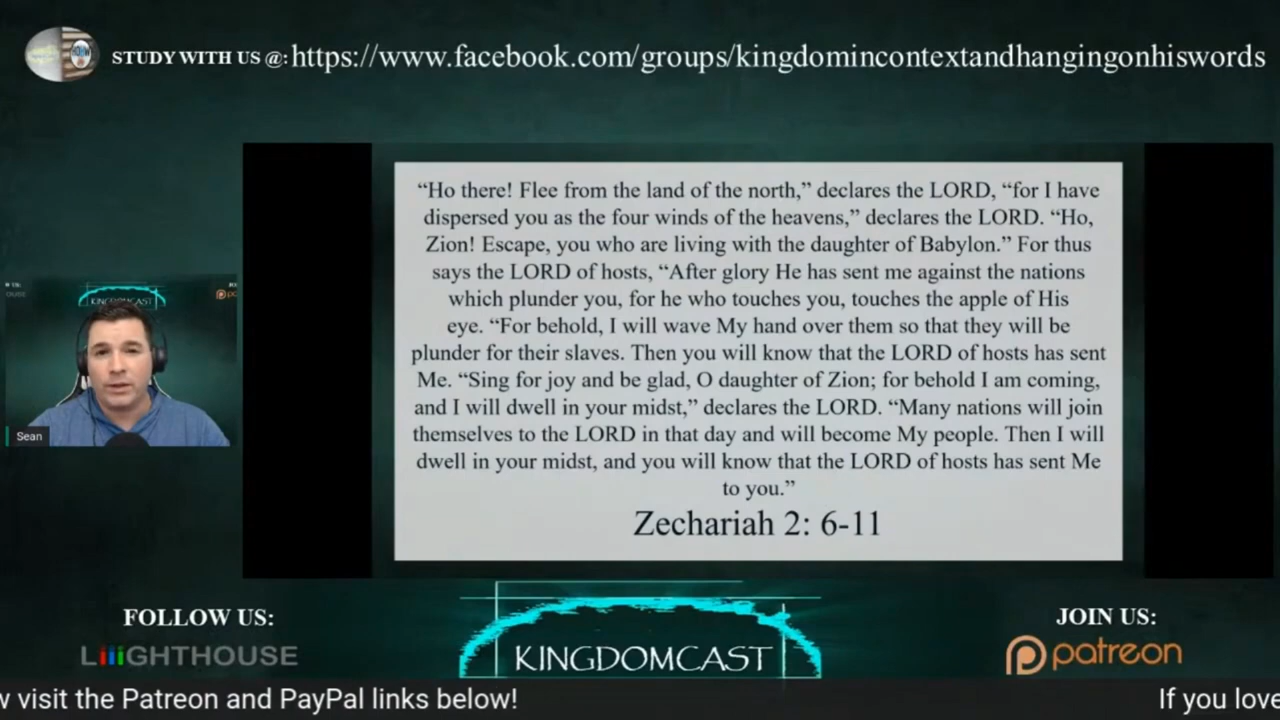 STUDY WITH US @: https://www.facebook.com/groups/kingdomincontextandhangingonhiswords
“Ho there! Flee from the land of the north,” declares the LORD, “for I have
dispersed you as the four winds of the heavens,” declares the LORD. “Ho,
Zion! Escape, you who are living with the daughter of Babylon.” For thus
says the LORD of hosts, “After glory He has sent me against the nations
which plunder you, for he who touches you, touches the apple of His
eye. “For behold, I will wave My hand over them so that they will be
plunder for their slaves. Then you will know that the LORD of hosts has sent
Me. “Sing for joy and be glad, O daughter of Zion; for behold I am coming,
and I will dwell in your midst,” declares the LORD. “Many nations will join
themselves to the LORD in that day and will become My people. Then I will
dwell in your midst, and you will know that the LORD of hosts has sent Me
to you.”
Zechariah 2: 6-11
KINGDOMCAST
Sean
FOLLOW US:
LIIIGHTHOUSE
KINGDOMCAST
JOIN US:
patreon
visit the Patreon and PayPal links below!
If you love